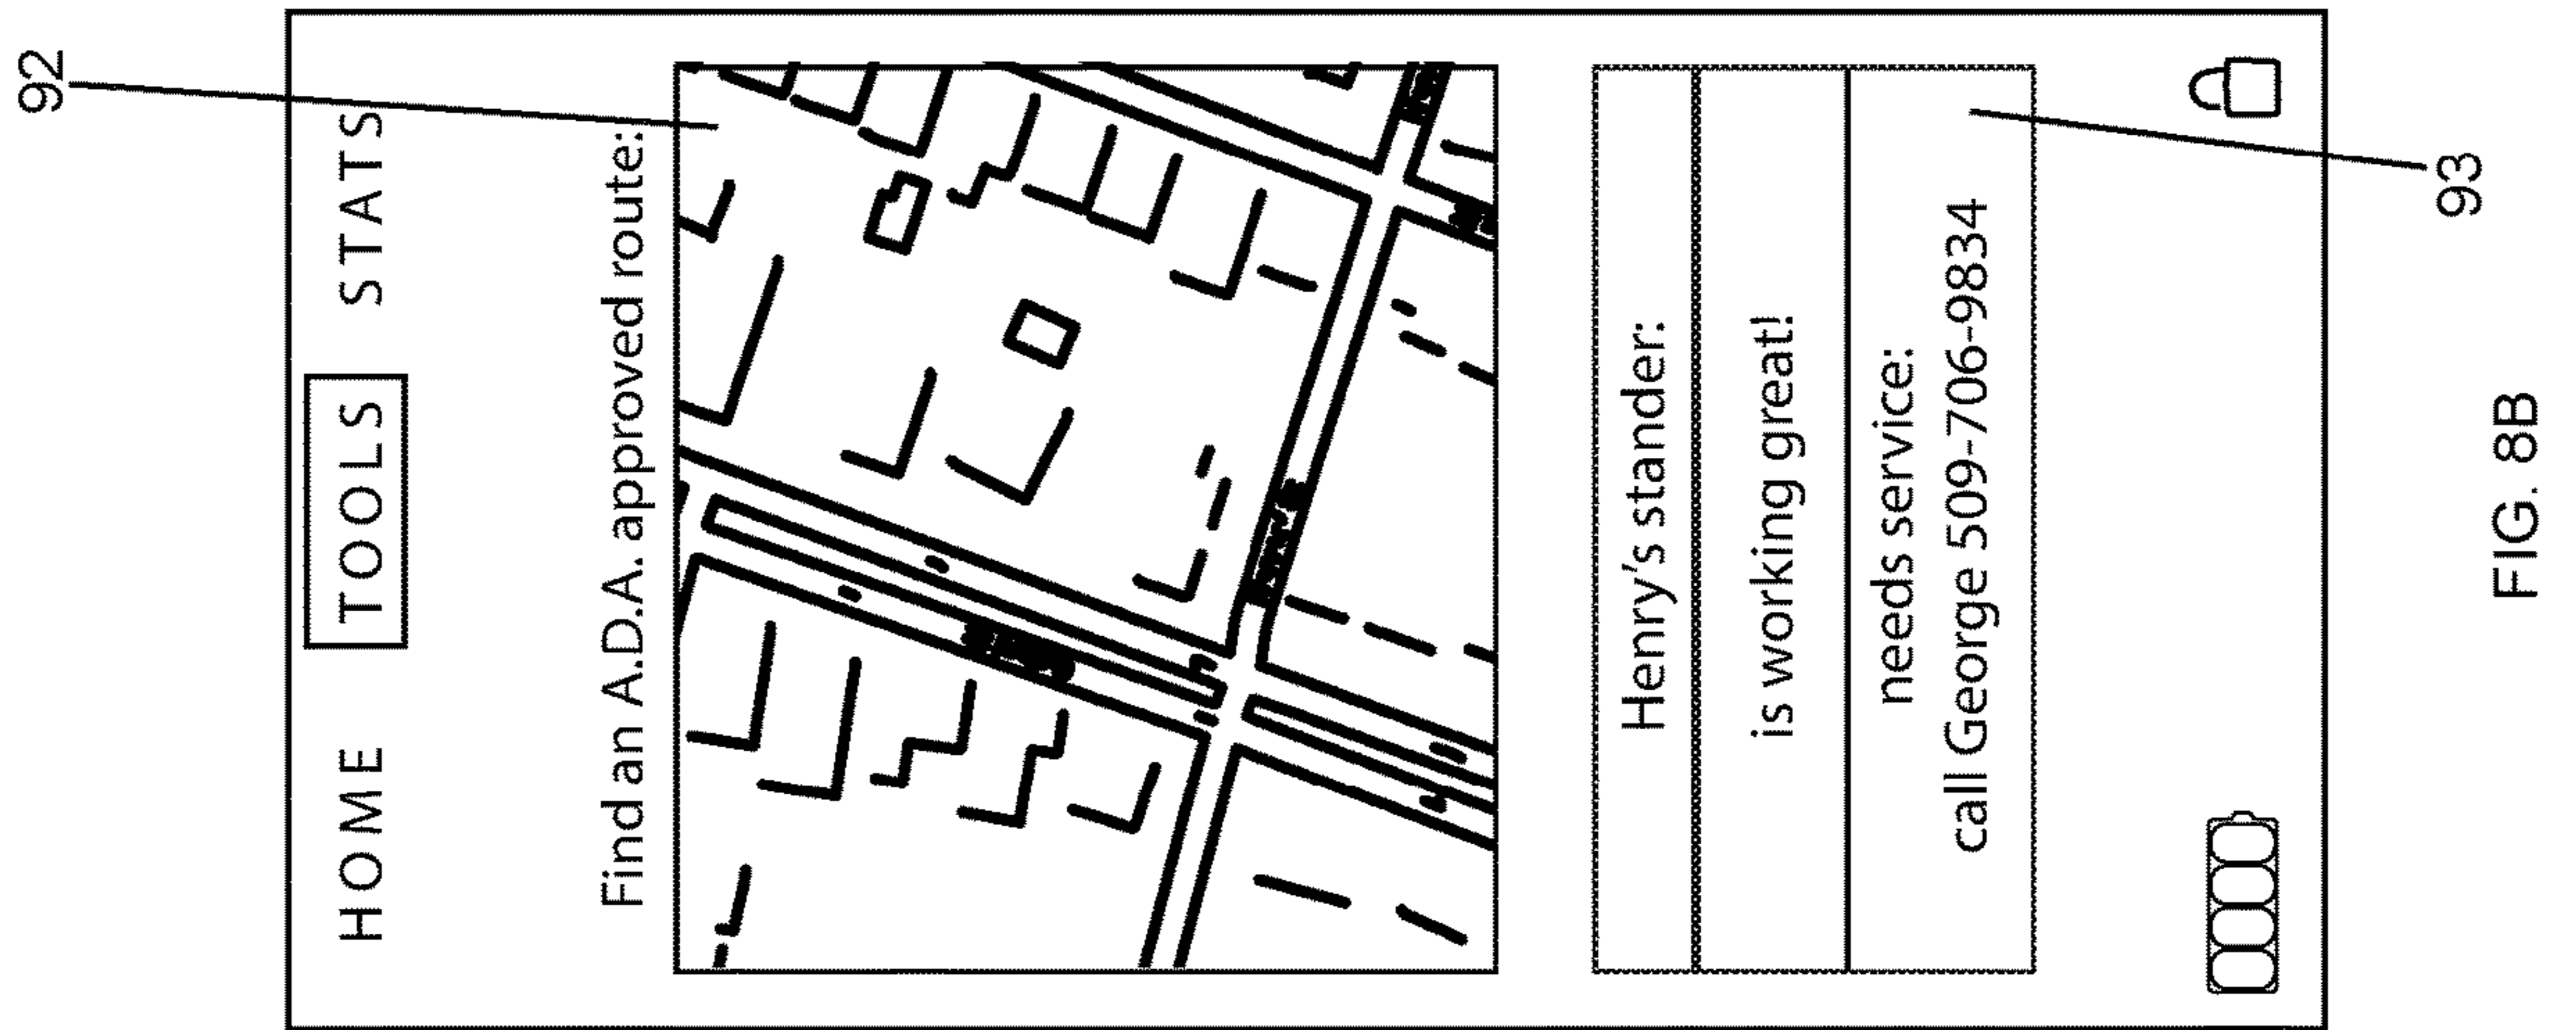 92
HOME TOOLS STATS
Find an A.D.A. approved route:
Henry's stander:
is working great!
needs service:
call George 509-706-9834
93
FIG. 8B